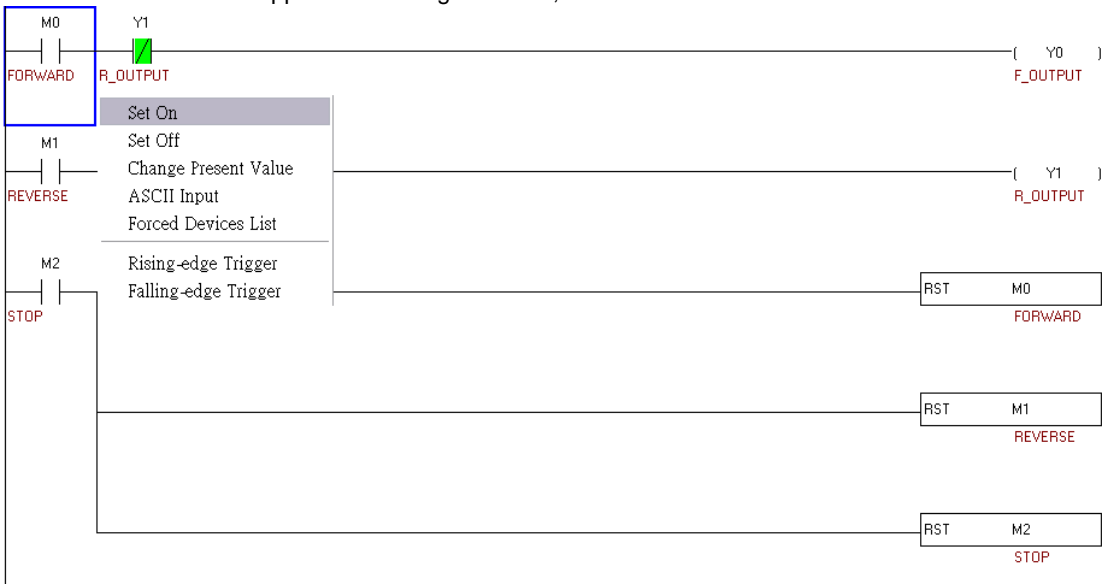 M0 Y1
( Y0 )
FORWARD R_OUTPUT F_OUTPUT
Set On
Set Off
Change Present Value
ASCII Input
Forced Devices List
Rising-edge Trigger
Falling-edge Trigger
M1
( Y1 )
REVERSE R_OUTPUT
M2
RST M0
STOP FORWARD
RST M1
REVERSE
RST M2
STOP